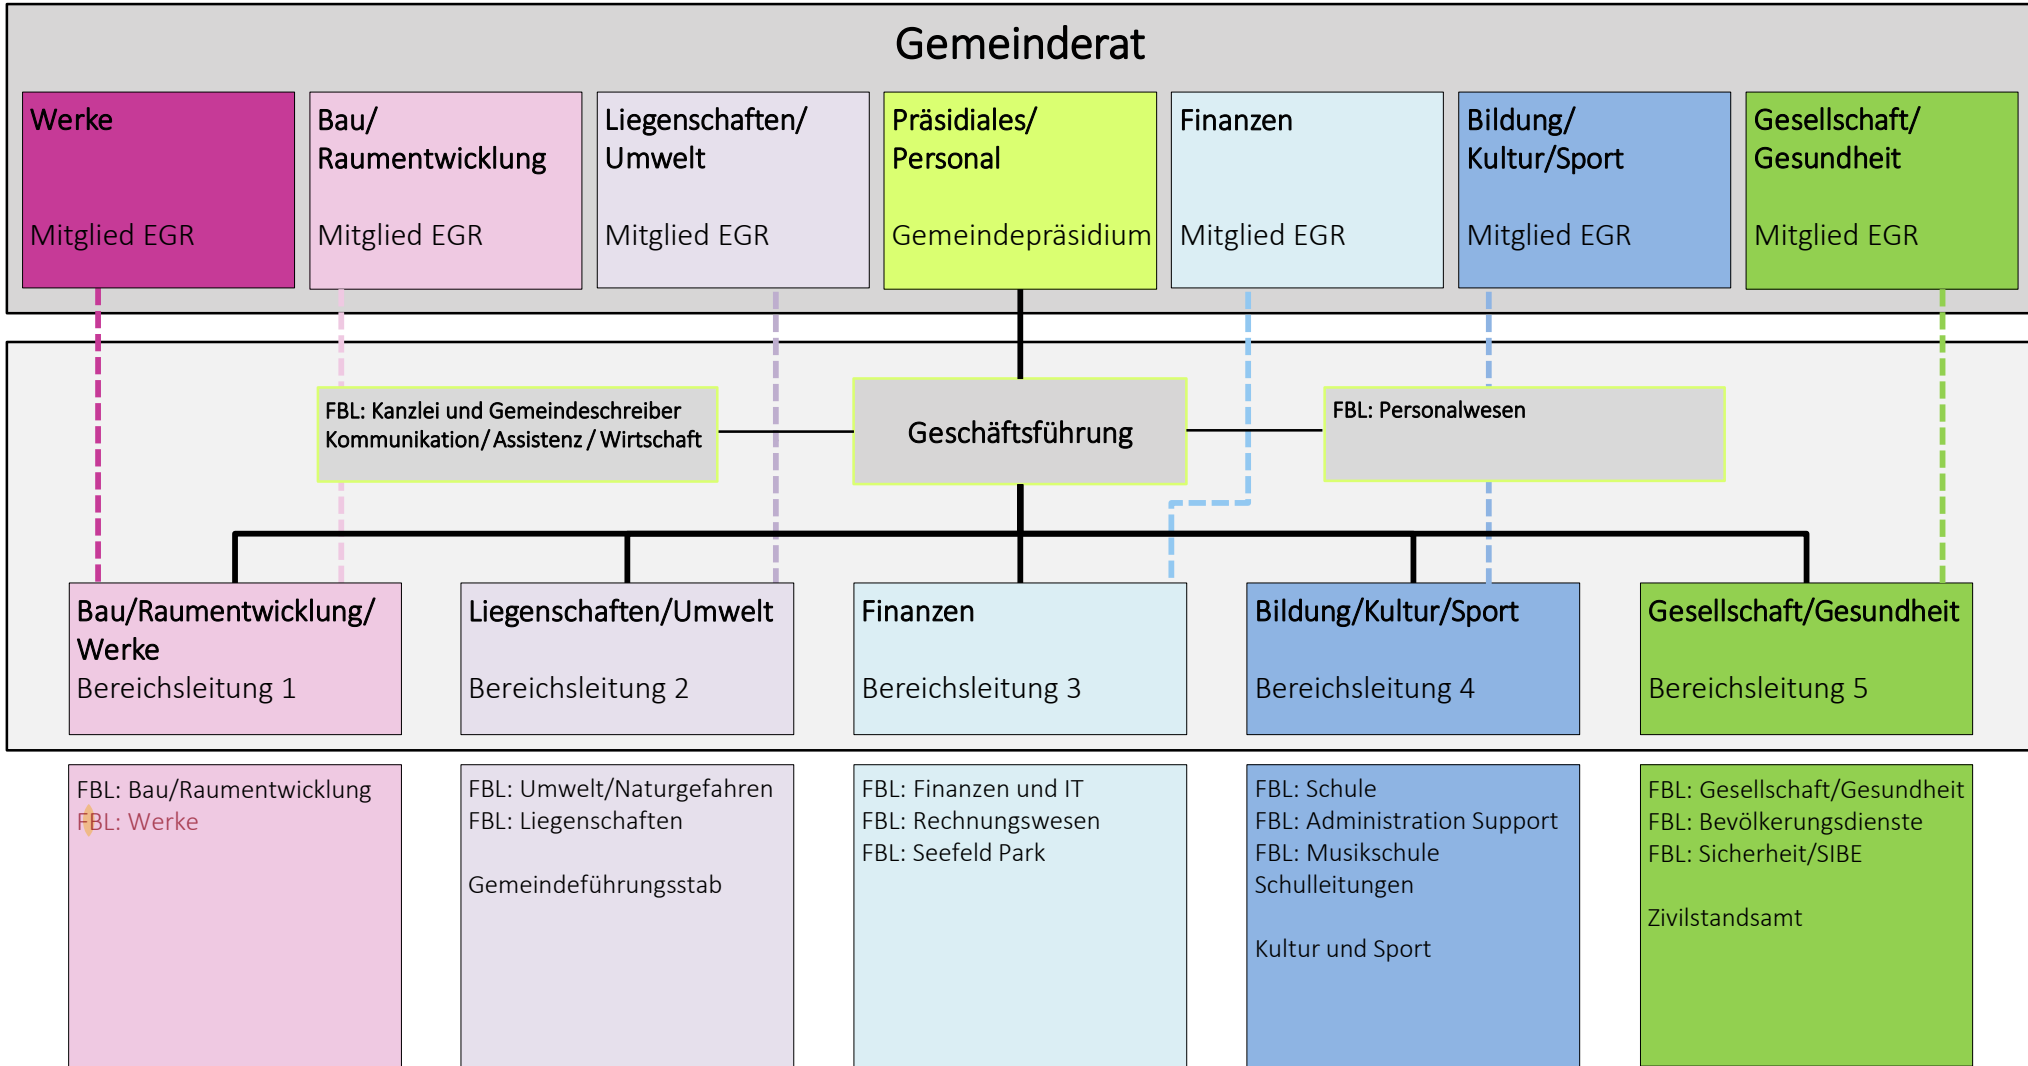 Gemeinderat
Werke
Mitglied EGR
Bau/
Raumentwicklung
Mitglied EGR
Liegenschaften/
Umwelt
Mitglied EGR
Präsidiales/
Personal
Gemeindepräsidium
Finanzen
Mitglied EGR
Bildung/
Kultur/Sport
Mitglied EGR
Gesellschaft/
Gesundheit
Mitglied EGR
FBL: Kanzlei und Gemeindeschreiber
Kommunikation/ Assistenz / Wirtschaft
Geschäftsführung
FBL: Personalwesen
Bau/Raumentwicklung/
Werke
Bereichsleitung 1
Liegenschaften/Umwelt
Bereichsleitung 2
Finanzen
Bereichsleitung 3
Bildung/Kultur/Sport
Bereichsleitung 4
Gesellschaft/Gesundheit
Bereichsleitung 5
FBL: Bau/Raumentwicklung
FBL: Werke
FBL: Umwelt/Naturgefahren
FBL: Liegenschaften
Gemeindeführungsstab
FBL: Finanzen und IT
FBL: Rechnungswesen
FBL: Seefeld Park
FBL: Schule
FBL: Administration Support
FBL: Musikschule
Schulleitungen
Kultur und Sport
FBL: Gesellschaft/Gesundheit
FBL: Bevölkerungsdienste
FBL: Sicherheit/SIBE
Zivilstandsamt